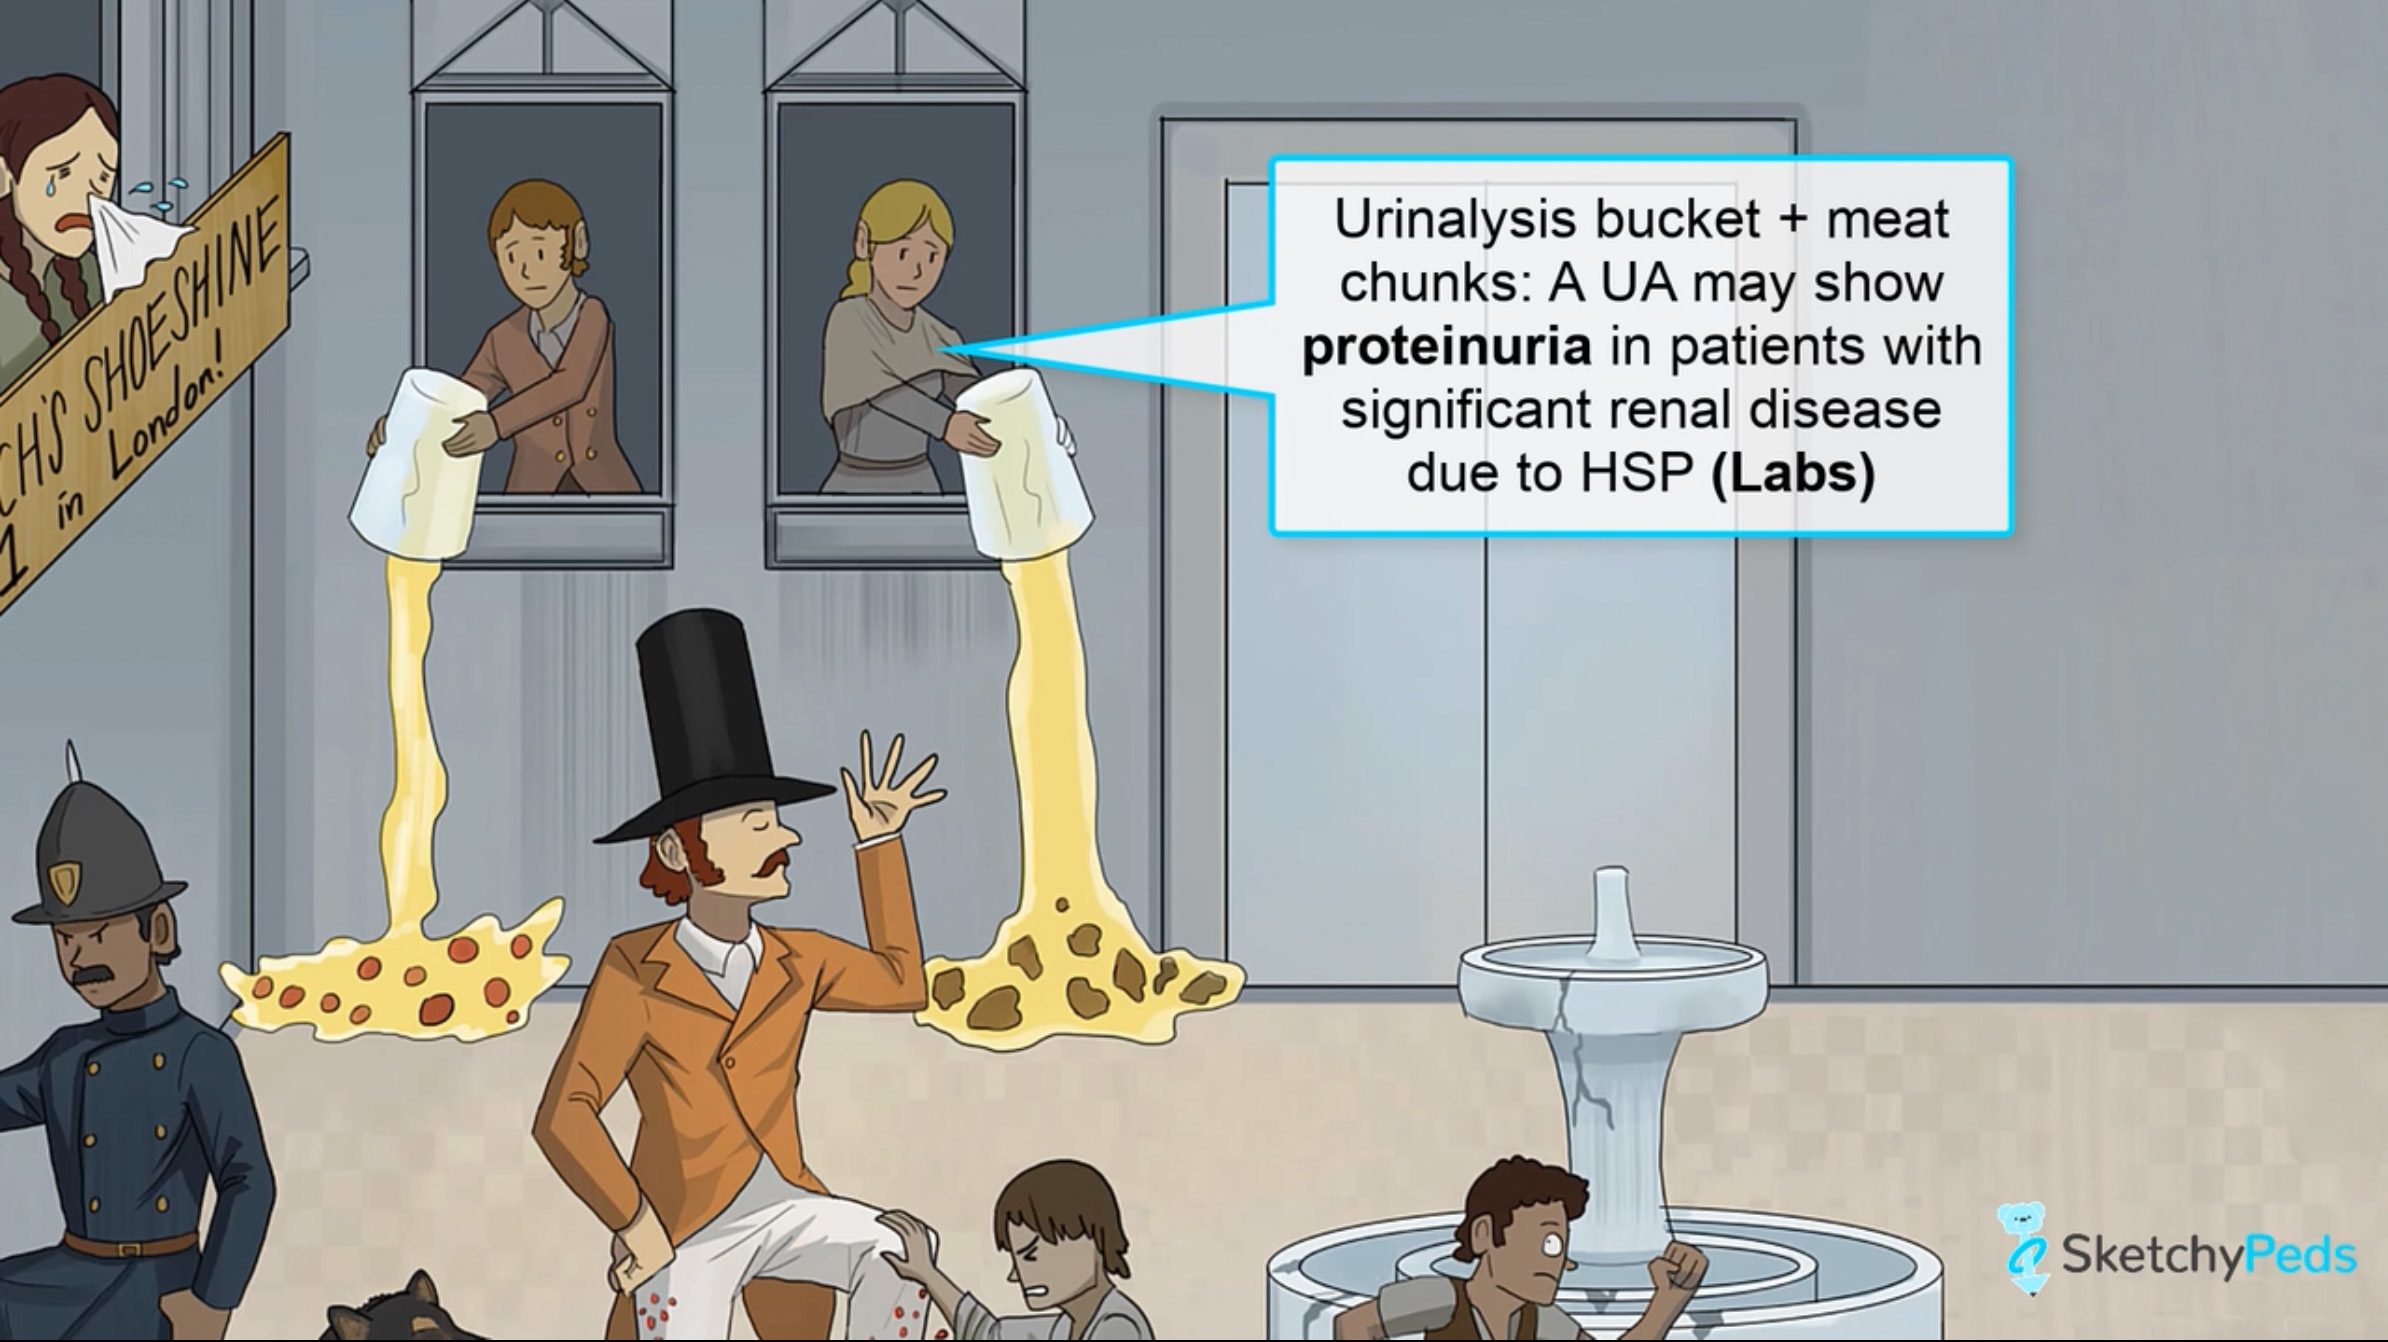 CH'S SHOESHINE
1 in London!
Urinalysis bucket + meat
chunks: A UA may show
proteinuria in patients with
significant renal disease
due to HSP (Labs)
SketchyPeds